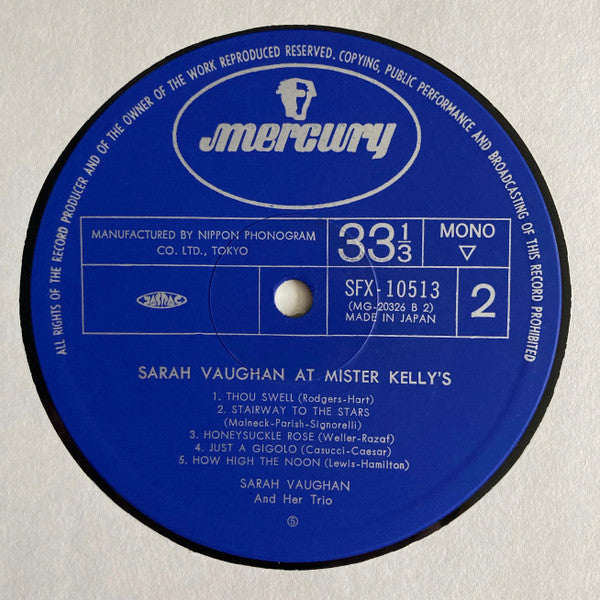 ALL RIGHTS OF THE RECORD PRODUCER AND OF THE OWNER OF THE WORK REPRODUCED RESERVED. COPYING, PUBLIC PERFORMANCE AND BROADCASTING OF THIS RECORD PROHIBITED
mercury
MANUFACTURED BY NIPPON PHONOGRAM
CO. LTD., TOKYO
33 1/3
MONO
▽
JASRAC
SFX-10513
(MG-20326 B 2)
MADE IN JAPAN
2
SARAH VAUGHAN AT MISTER KELLY'S
1. THOU SWELL (Rodgers-Hart)
2. STAIRWAY TO THE STARS
(Malneck-Parish-Signorelli)
3. HONEYSUCKLE ROSE (Weller-Razaf)
4. JUST A GIGOLO (Casucci-Caesar)
5. HOW HIGH THE NOON (Lewis-Hamilton)
SARAH VAUGHAN
And Her Trio
⑤